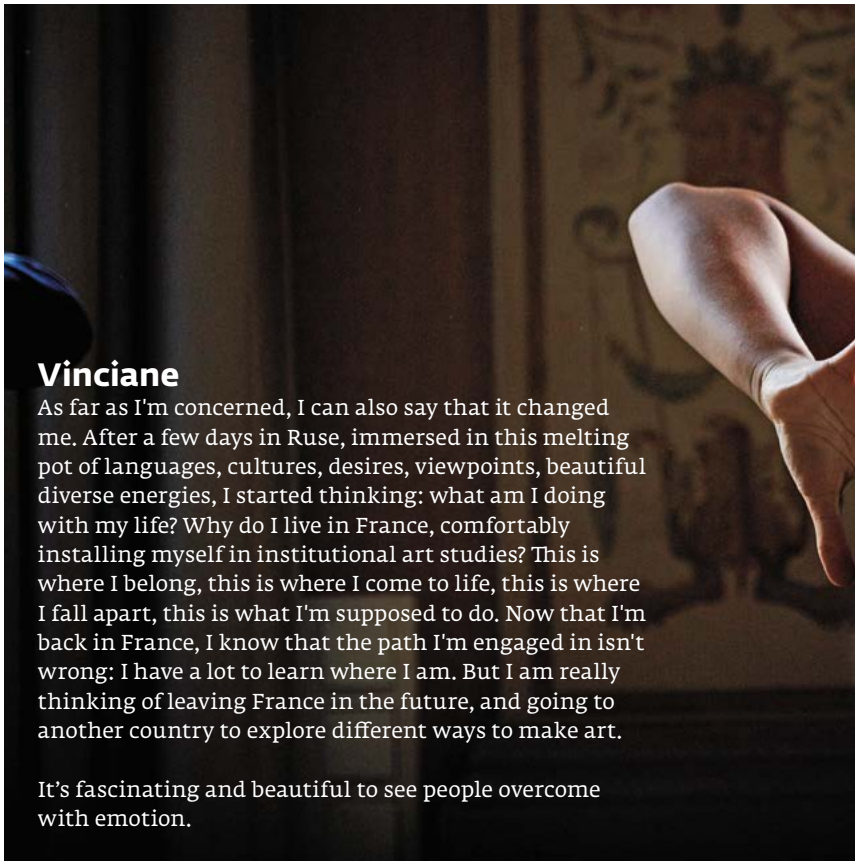 Vinciane
As far as I'm concerned, I can also say that it changed
me. After a few days in Ruse, immersed in this melting
pot of languages, cultures, desires, viewpoints, beautiful
diverse energies, I started thinking: what am I doing
with my life? Why do I live in France, comfortably
installing myself in institutional art studies? This is
where I belong, this is where I come to life, this is where
I fall apart, this is what I'm supposed to do. Now that I'm
back in France, I know that the path I'm engaged in isn't
wrong: I have a lot to learn where I am. But I am really
thinking of leaving France in the future, and going to
another country to explore different ways to make art.
It’s fascinating and beautiful to see people overcome
with emotion.